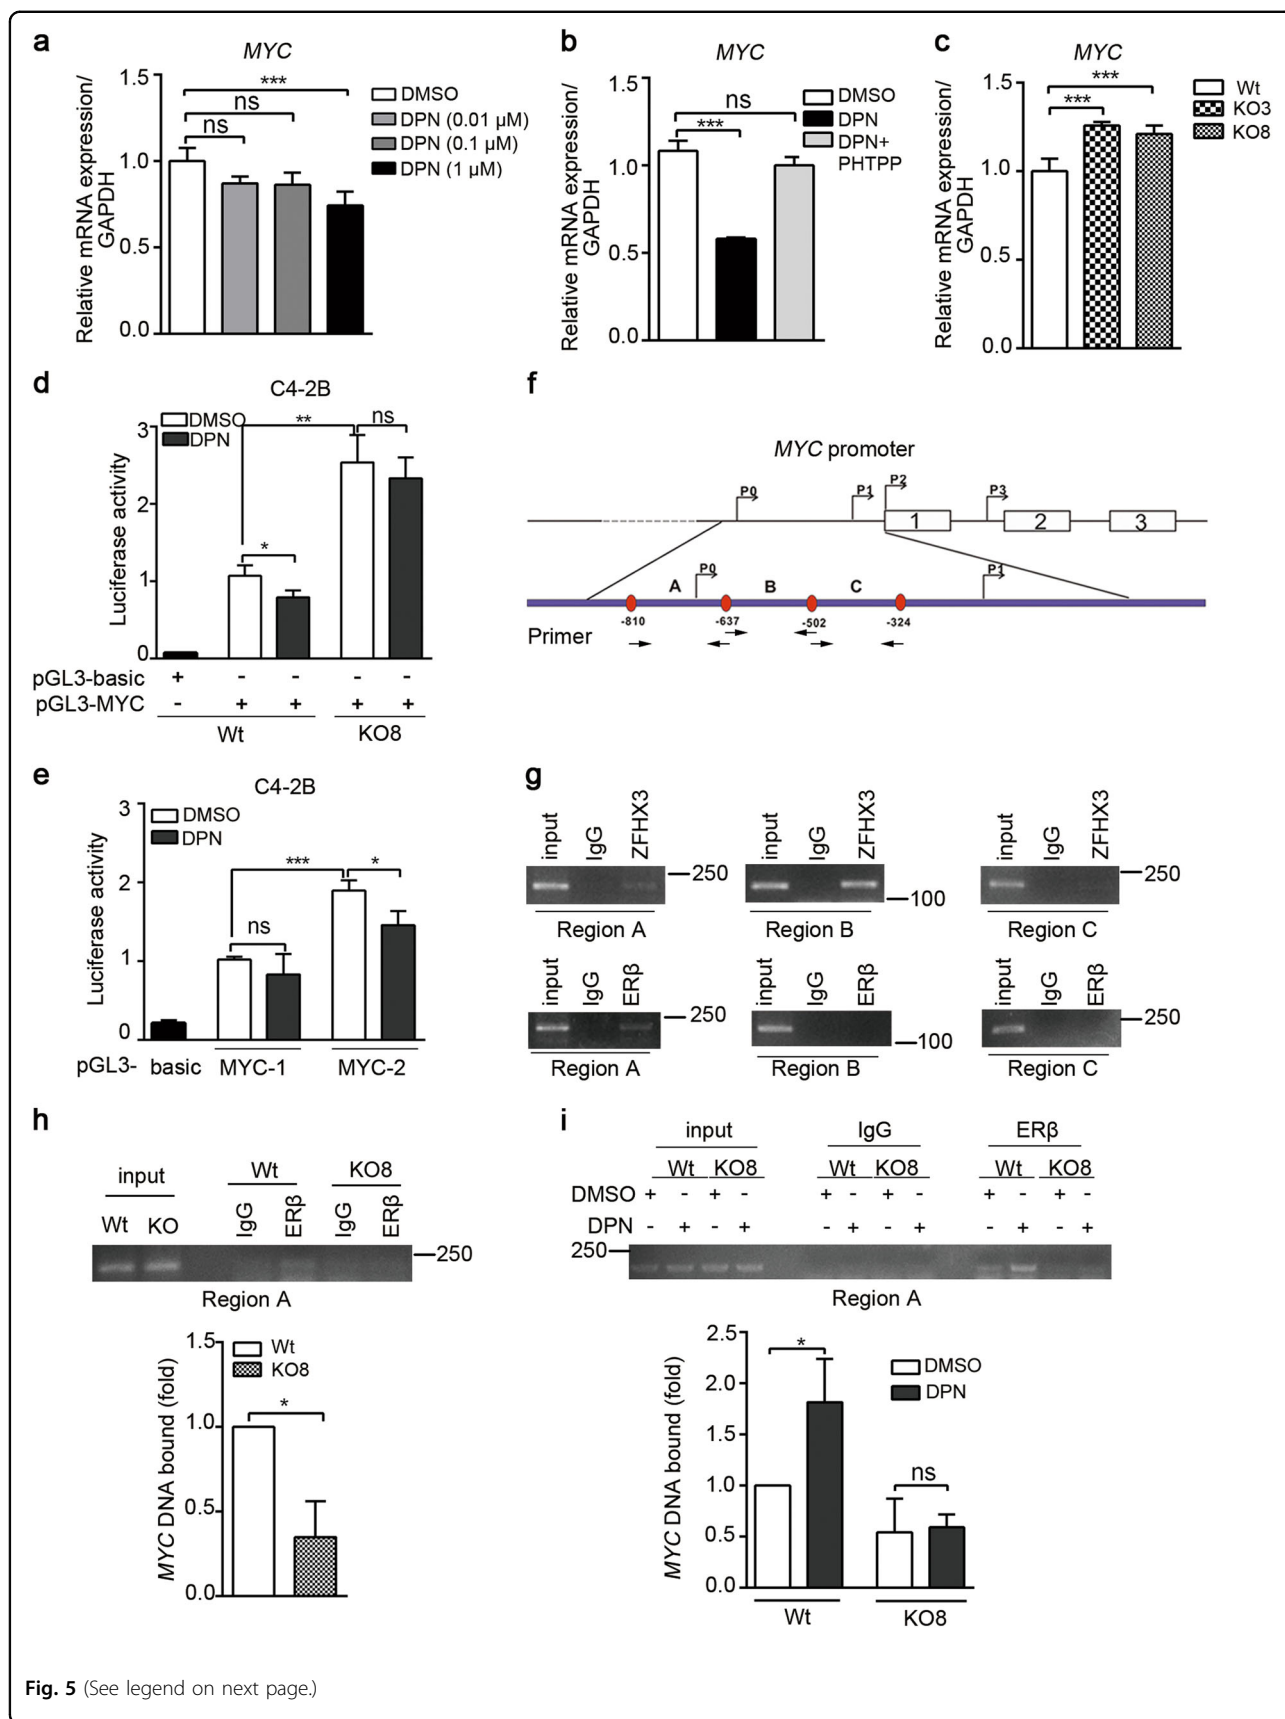 a
MYC
Relative mRNA expression/
GAPDH
1.5
1.0
0.5
0.0
ns
ns
***
DMSO
DPN (0.01 µM)
DPN (0.1 µM)
DPN (1 µM)
b
MYC
Relative mRNA expression/
GAPDH
1.5
1.0
0.5
0.0
ns
***
DMSO
DPN
DPN+
PHTPP
c
MYC
Relative mRNA expression/
GAPDH
1.5
1.0
0.5
0.0
***
***
Wt
KO3
KO8
d
C4-2B
Luciferase activity
3
2
1
0
DMSO
DPN
**
ns
*
pGL3-basic + - - - -
pGL3-MYC - + + + +
Wt KO8
e
C4-2B
Luciferase activity
3
2
1
0
DMSO
DPN
*** *
ns
pGL3- basic MYC-1 MYC-2
f
MYC promoter
P0 P1 P2 P3
1 2 3
A P0 B C P1
-810 -637 -502 -324
Primer
g
input IgG ZFHX3
250
Region A
input IgG ZFHX3
100
Region B
input IgG ZFHX3
250
Region C
input IgG ERβ
250
Region A
input IgG ERβ
100
Region B
input IgG ERβ
250
Region C
h
input Wt KO8
Wt KO IgG ERβ IgG ERβ
250
Region A
MYC DNA bound (fold)
1.5
1.0
0.5
0.0
Wt
KO8
*
i
input IgG ERβ
Wt KO8 Wt KO8 Wt KO8
DMSO + - + - + - + - + - + -
DPN - + - + - + - + - + - +
250
Region A
MYC DNA bound (fold)
2.5
2.0
1.5
1.0
0.5
0.0
*
ns
DMSO
DPN
Wt KO8
Fig. 5 (See legend on next page.)